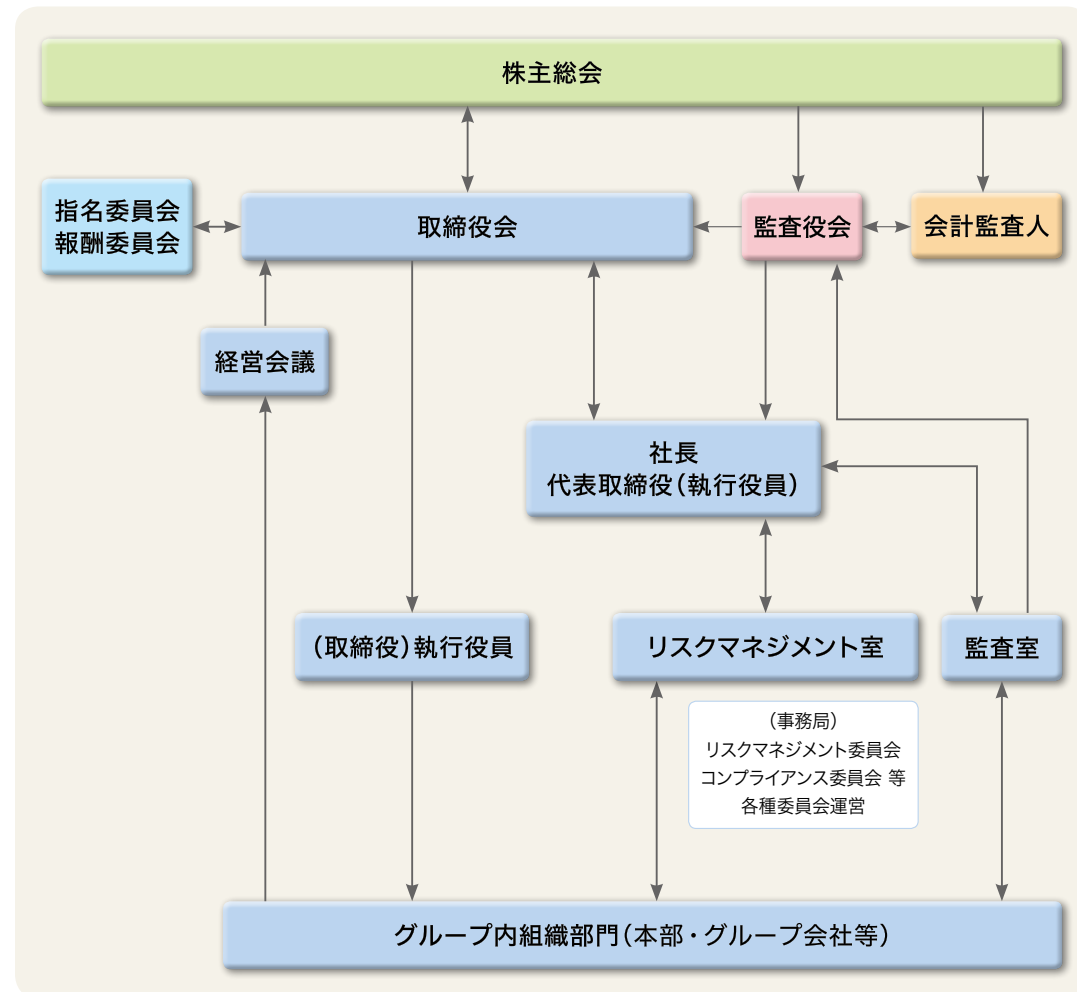 株主総会
指名委員会
報酬委員会
取締役会
監査役会
会計監査人
経営会議
社長
代表取締役(執行役員)
(取締役)執行役員
リスクマネジメント室
監査室
(事務局)
リスクマネジメント委員会
コンプライアンス委員会 等
各種委員会運営
グループ内組織部門(本部・グループ会社等)